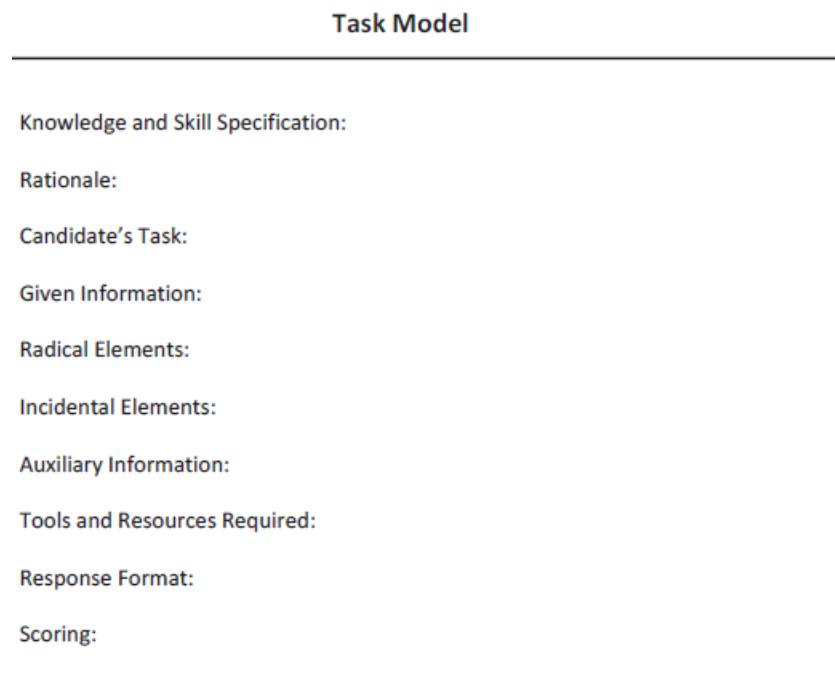 Task Model
Knowledge and Skill Specification:
Rationale:
Candidate’s Task:
Given Information:
Radical Elements:
Incidental Elements:
Auxiliary Information:
Tools and Resources Required:
Response Format:
Scoring: